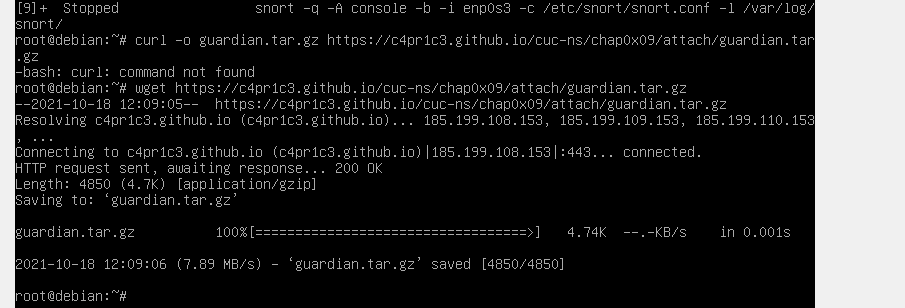 [9]+  Stopped                 snort -q -A console -b -i enp0s3 -c /etc/snort/snort.conf -l /var/log/
snort/
root@debian:~# curl -o guardian.tar.gz https://c4pr1c3.github.io/cuc-ns/chap0x09/attach/guardian.tar
.gz
-bash: curl: command not found
root@debian:~# wget https://c4pr1c3.github.io/cuc-ns/chap0x09/attach/guardian.tar.gz
--2021-10-18 12:09:05--  https://c4pr1c3.github.io/cuc-ns/chap0x09/attach/guardian.tar.gz
Resolving c4pr1c3.github.io (c4pr1c3.github.io)... 185.199.108.153, 185.199.109.153, 185.199.110.153
, ...
Connecting to c4pr1c3.github.io (c4pr1c3.github.io)|185.199.108.153|:443... connected.
HTTP request sent, awaiting response... 200 OK
Length: 4850 (4.7K) [application/gzip]
Saving to: ‘guardian.tar.gz’
guardian.tar.gz          100%[==================================>]   4.74K  --.-KB/s    in 0.001s
2021-10-18 12:09:06 (7.89 MB/s) - ‘guardian.tar.gz’ saved [4850/4850]
root@debian:~#